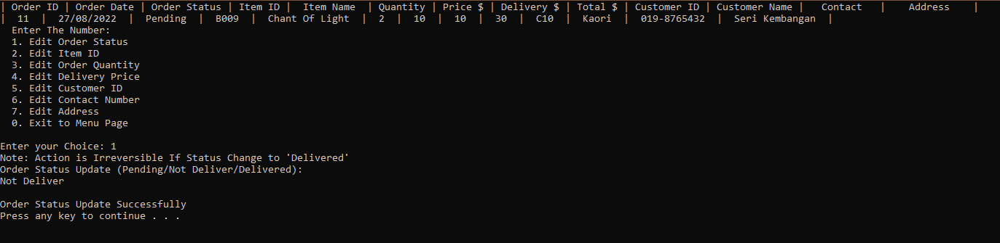 | Order ID | Order Date | Order Status | Item ID | Item Name | Quantity | Price $ | Delivery $ | Total $ | Customer ID | Customer Name | Contact | Address |
| 11 | 27/08/2022 | Pending | B009 | Chant Of Light | 2 | 10 | 10 | 30 | C10 | Kaori | 019-8765432 | Seri Kembangan |
Enter The Number:
1. Edit Order Status
2. Edit Item ID
3. Edit Order Quantity
4. Edit Delivery Price
5. Edit Customer ID
6. Edit Contact Number
7. Edit Address
0. Exit to Menu Page
Enter your Choice: 1
Note: Action is Irreversible If Status Change to 'Delivered'
Order Status Update (Pending/Not Deliver/Delivered):
Not Deliver
Order Status Update Successfully
Press any key to continue . . .